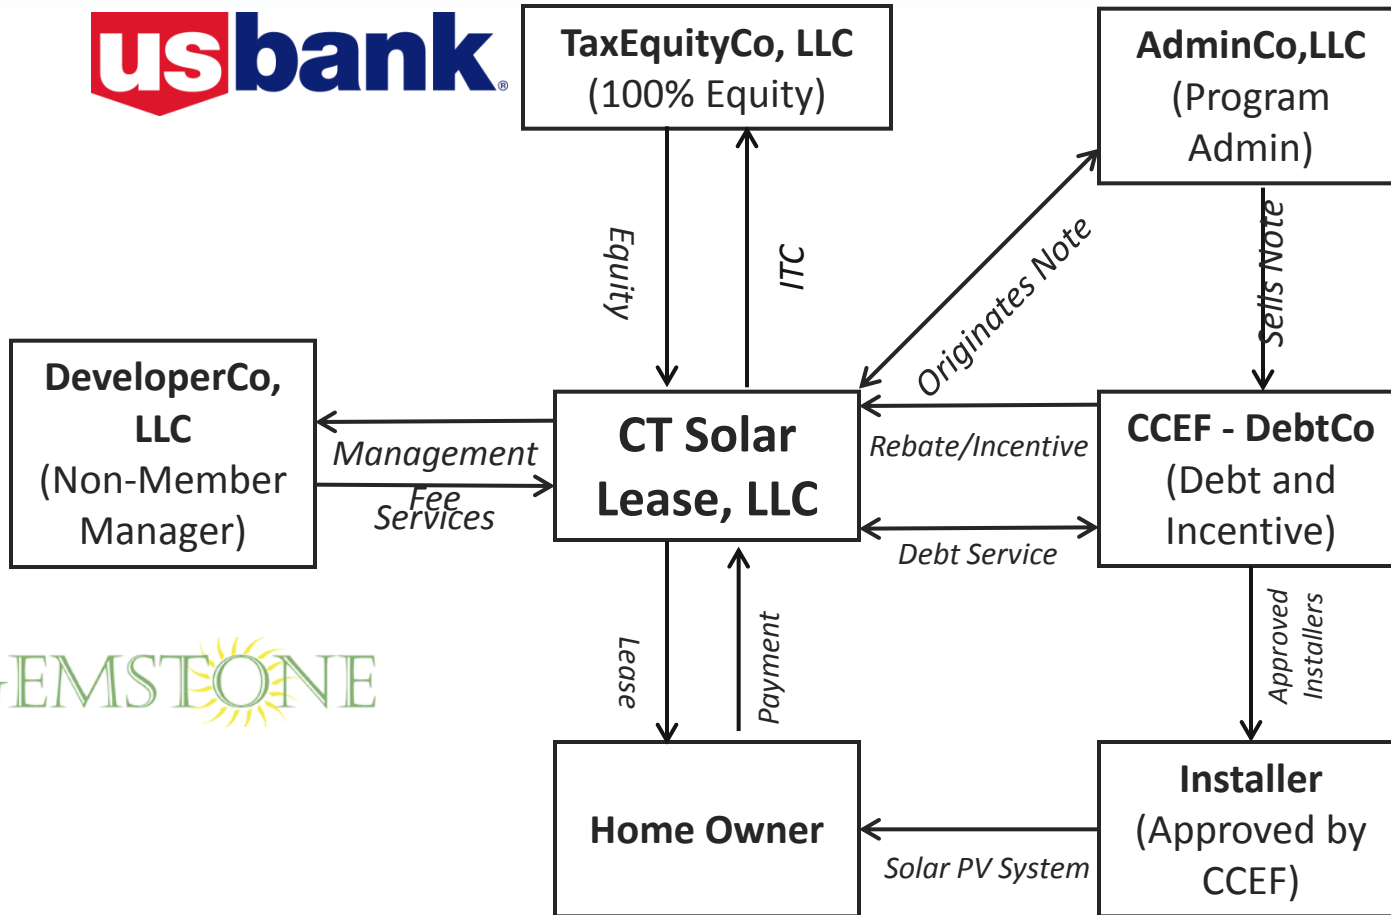 usbank®
TaxEquityCo, LLC
(100% Equity)
AdminCo,LLC
(Program
Admin)
Equity
ITC
Originates Note
Sells Note
DeveloperCo,
LLC
(Non-Member
Manager)
Management
Fee
Services
CT Solar
Lease, LLC
Rebate/Incentive
Debt Service
CCEF - DebtCo
(Debt and
Incentive)
Lease
Payment
Approved
Installers
GEMSTONE
Home Owner
Solar PV System
Installer
(Approved by
CCEF)